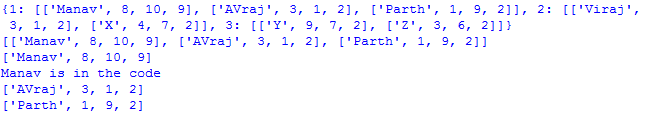 {1: [['Manav', 8, 10, 9], ['AVraj', 3, 1, 2], ['Parth', 1, 9, 2]], 2: [['Viraj',
 3, 1, 2], ['X', 4, 7, 2]], 3: [['Y', 9, 7, 2], ['Z', 3, 6, 2]]}
[['Manav', 8, 10, 9], ['AVraj', 3, 1, 2], ['Parth', 1, 9, 2]]
['Manav', 8, 10, 9]
Manav is in the code
['AVraj', 3, 1, 2]
['Parth', 1, 9, 2]